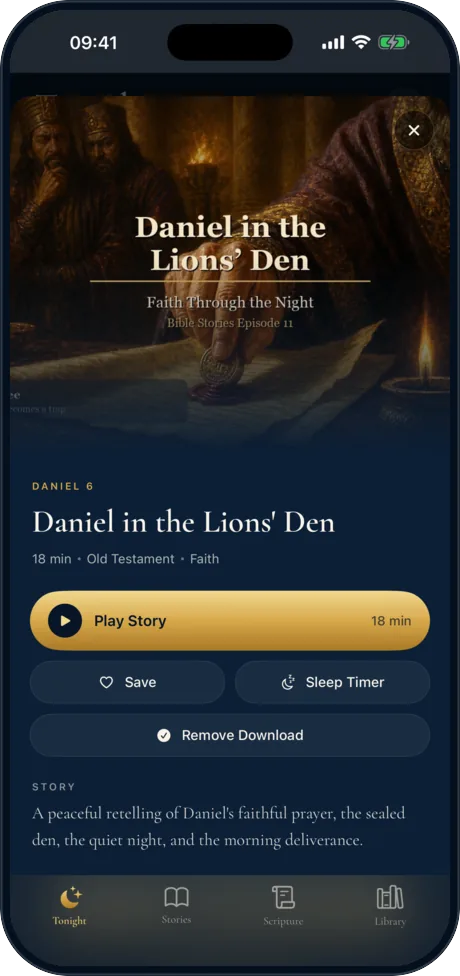 09:41
Daniel in the
Lions’ Den
Faith Through the Night
Bible Stories Episode 11
DANIEL 6
Daniel in the Lions' Den
18 min • Old Testament • Faith
Play Story 18 min
Save Sleep Timer
Remove Download
STORY
A peaceful retelling of Daniel's faithful prayer, the sealed
den, the quiet night, and the morning deliverance.
Tonight Stories Scripture Library